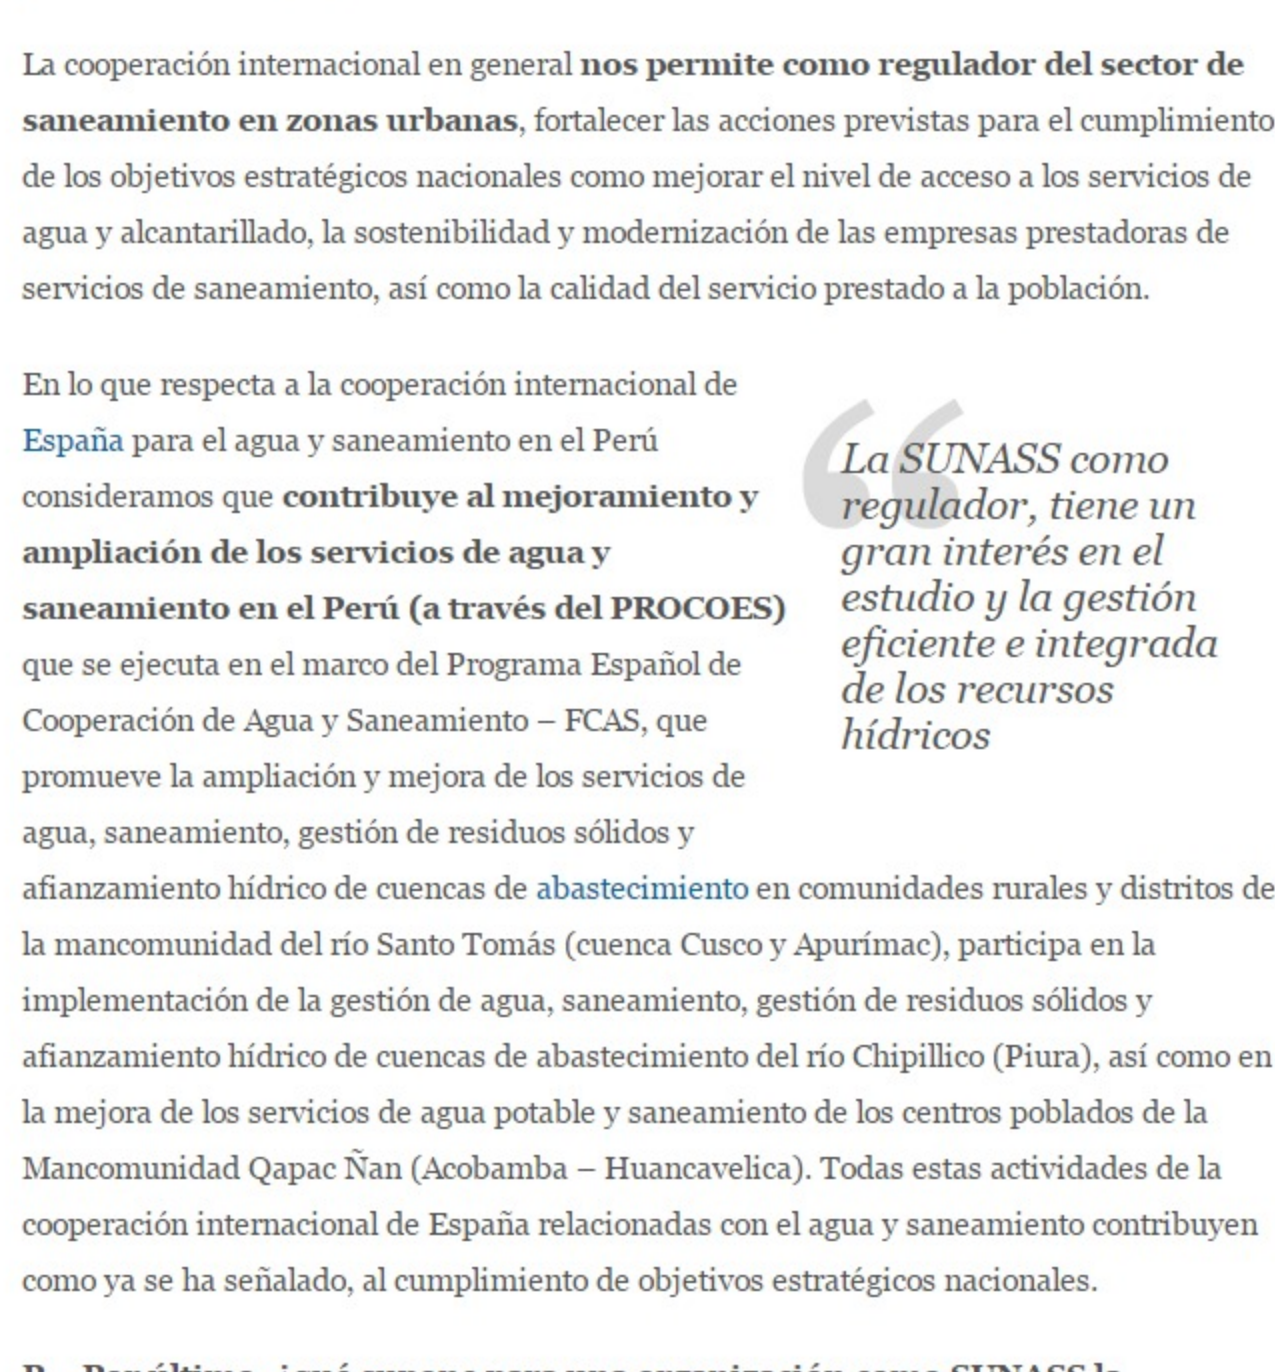 La cooperación internacional en general nos permite como regulador del sector de
saneamiento en zonas urbanas, fortalecer las acciones previstas para el cumplimiento
de los objetivos estratégicos nacionales como mejorar el nivel de acceso a los servicios de
agua y alcantarillado, la sostenibilidad y modernización de las empresas prestadoras de
servicios de saneamiento, así como la calidad del servicio prestado a la población.
En lo que respecta a la cooperación internacional de
España para el agua y saneamiento en el Perú
consideramos que contribuye al mejoramiento y
ampliación de los servicios de agua y
saneamiento en el Perú (a través del PROCOES)
que se ejecuta en el marco del Programa Español de
Cooperación de Agua y Saneamiento – FCAS, que
promueve la ampliación y mejora de los servicios de
agua, saneamiento, gestión de residuos sólidos y
afianzamiento hídrico de cuencas de abastecimiento en comunidades rurales y distritos de
la mancomunidad del río Santo Tomás (cuenca Cusco y Apurímac), participa en la
implementación de la gestión de agua, saneamiento, gestión de residuos sólidos y
afianzamiento hídrico de cuencas de abastecimiento del río Chipillico (Piura), así como en
la mejora de los servicios de agua potable y saneamiento de los centros poblados de la
Mancomunidad Qapac Ñan (Acobamba – Huancavelica). Todas estas actividades de la
cooperación internacional de España relacionadas con el agua y saneamiento contribuyen
como ya se ha señalado, al cumplimiento de objetivos estratégicos nacionales.
“
La SUNASS como
regulador, tiene un
gran interés en el
estudio y la gestión
eficiente e integrada
de los recursos
hídricos
Por último, ¿qué supone para una organización como SUNASS la